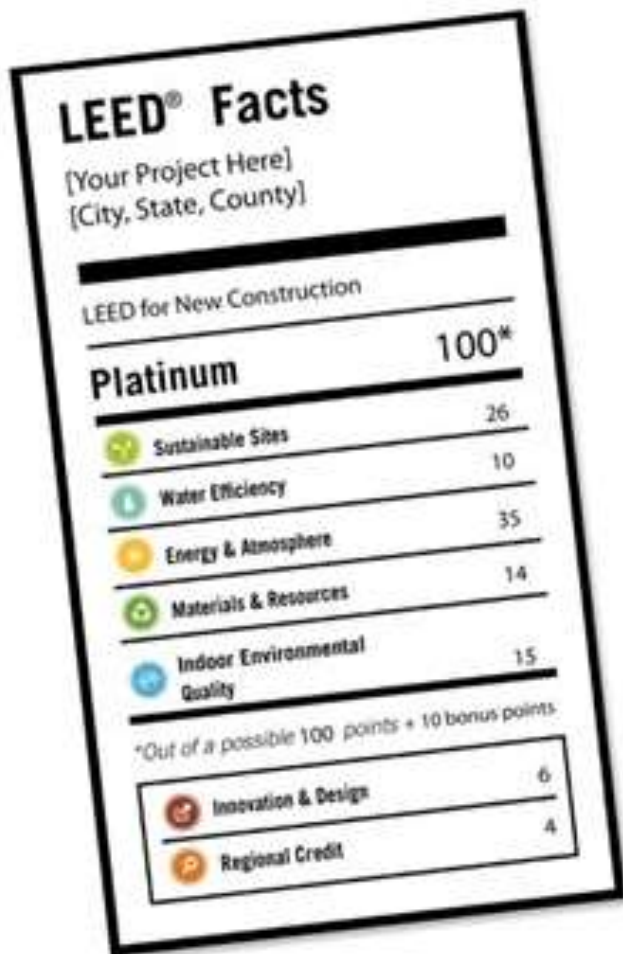 LEED® Facts
[Your Project Here]
[City, State, County]
LEED for New Construction
Platinum 100*
Sustainable Sites 26
Water Efficiency 10
Energy & Atmosphere 35
Materials & Resources 14
Indoor Environmental
Quality 15
*Out of a possible 100 points + 10 bonus points
Innovation & Design 6
Regional Credit 4